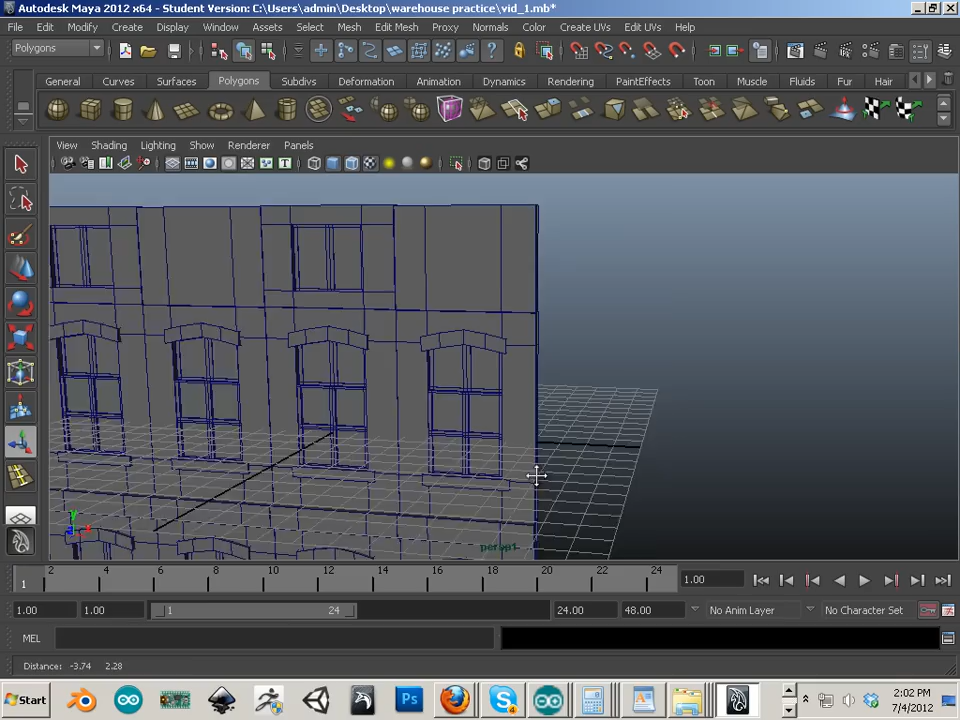 Autodesk Maya 2012 x64 - Student Version: C:\Users\admin\Desktop\warehouse practice\vid_1.mb*
File Edit Modify Create Display Window Assets Select Mesh Edit Mesh Proxy Normals Color Create UVs Edit UVs Help
Polygons
General Curves Surfaces Polygons Subdivs Deformation Animation Dynamics Rendering PaintEffects Toon Muscle Fluids Fur Hair
View Shading Lighting Show Renderer Panels
y
x
persp1
2 4 6 8 10 12 14 16 18 20 22 24
1 1.00
1.00 1.00 1 24 24.00 48.00 No Anim Layer No Character Set
MEL
Distance: -3.74 2.28
Start
2:02 PM
7/4/2012